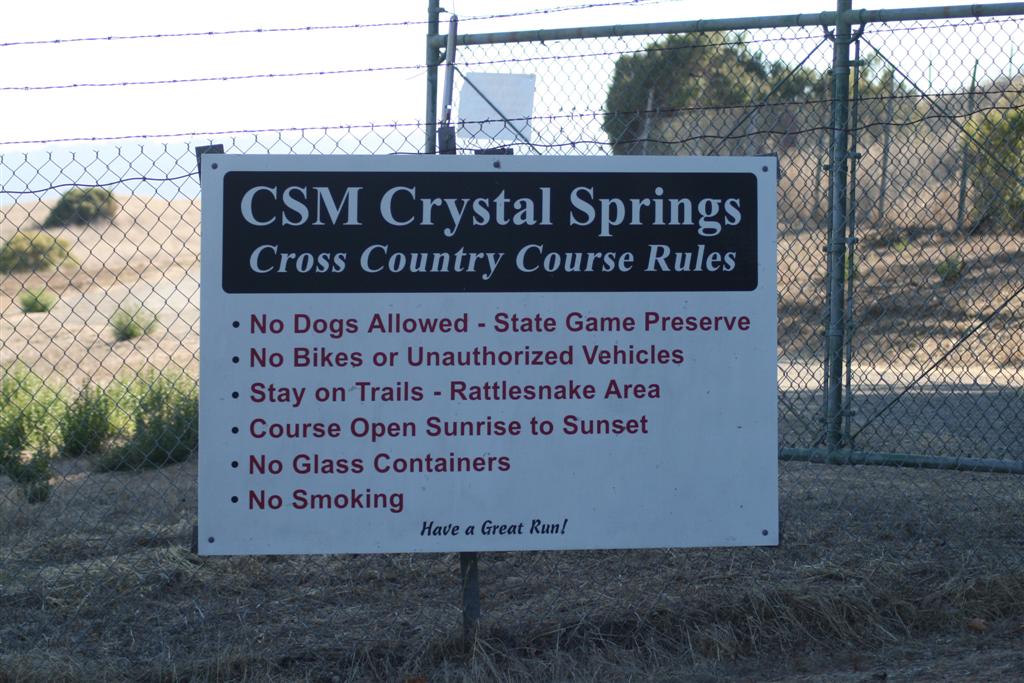 CSM Crystal Springs
Cross Country Course Rules
• No Dogs Allowed - State Game Preserve
• No Bikes or Unauthorized Vehicles
• Stay on Trails - Rattlesnake Area
• Course Open Sunrise to Sunset
• No Glass Containers
• No Smoking
Have a Great Run!